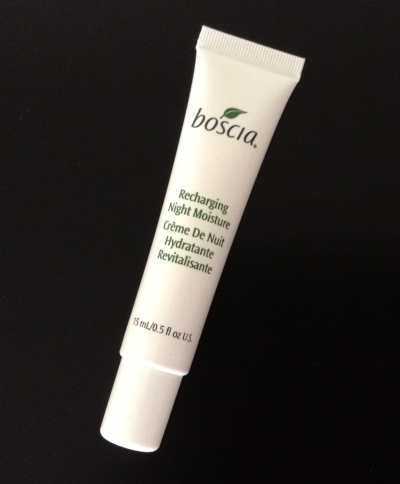 boscia®
Recharging
Night Moisture
Crème De Nuit
Hydratante
Revitalisante
15 mL/0.5 fl oz U.S.